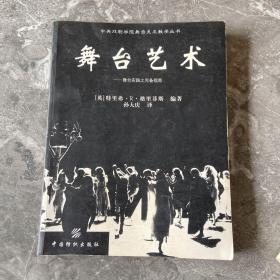 中央戏剧学院舞台美术教学丛书
舞台艺术
——舞台实践之完备指南
[英]特里弗·R·格里菲斯 编著
孙大庆 译
中国纺织出版社